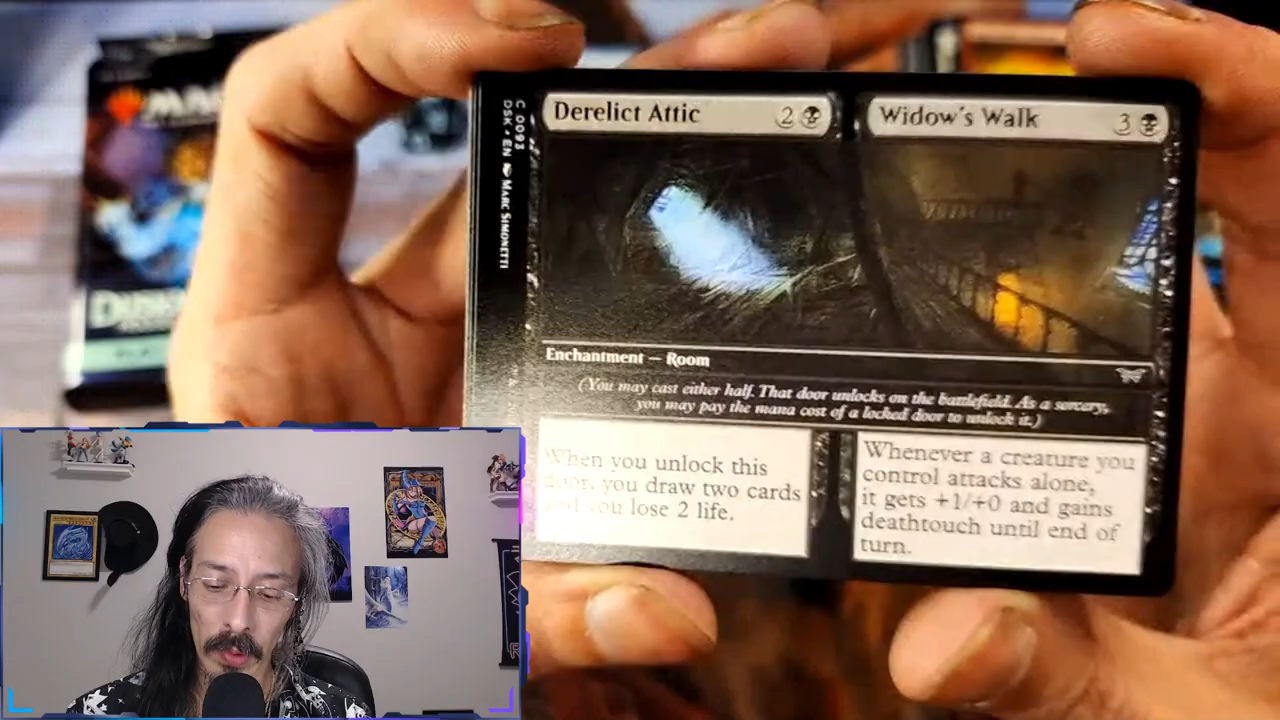 Derelict Attic 2
Widow's Walk 3
C 0093
DSK • EN MARC SIMONETTI
Enchantment — Room
(You may cast either half. That door unlocks on the battlefield. As a sorcery,
you may pay the mana cost of a locked door to unlock it.)
When you unlock this
door, you draw two cards
and you lose 2 life.
Whenever a creature you
control attacks alone,
it gets +1/+0 and gains
deathtouch until end of
turn.